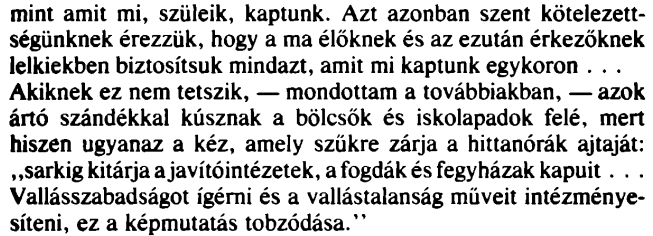 mint amit mi, szüleik, kaptunk. Azt azonban szent kötelezett-
ségünknek érezzük, hogy a ma élőknek és az ezután érkezőknek
lelkiekben biztosítsuk mindazt, amit mi kaptunk egykoron . . .
Akiknek ez nem tetszik, — mondottam a továbbiakban, — azok
ártó szándékkal kúsznak a bölcsők és iskolapadok felé, mert
hiszen ugyanaz a kéz, amely szűkre zárja a hittanórák ajtaját:
,,sarkig kitárja a javítóintézetek, a fogdák és fegyházak kapuit . . .
Vallásszabadságot ígérni és a vallástalanság műveit intézménye-
síteni, ez a képmutatás tobzódása.''